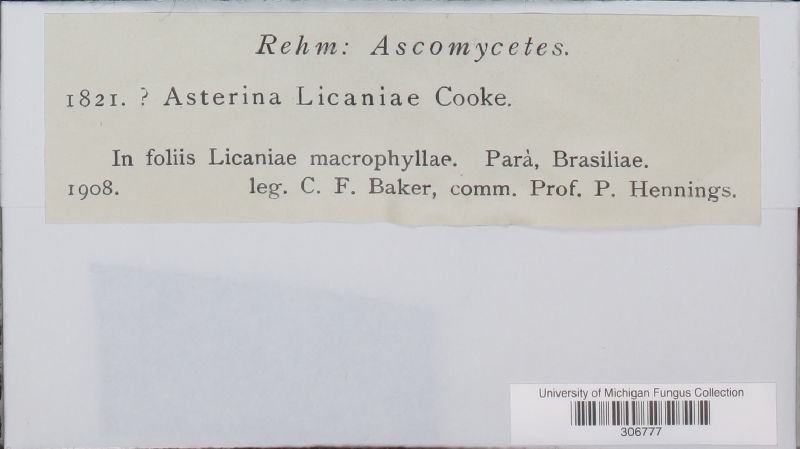 Rehm: Ascomycetes.
1821. ? Asterina Licaniae Cooke.
In foliis Licaniae macrophyllae. Parà, Brasiliae.
1908. leg. C. F. Baker, comm. Prof. P. Hennings.
University of Michigan Fungus Collection
306777